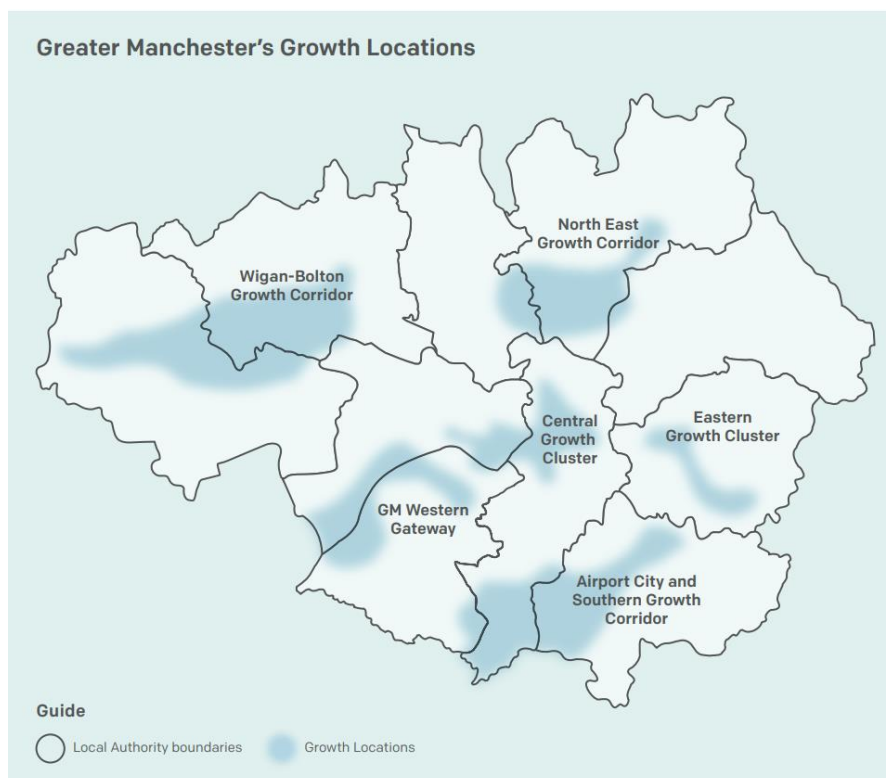 Greater Manchester's Growth Locations
North East
Growth Corridor
Wigan-Bolton
Growth Corridor
Central
Growth
Cluster
Eastern
Growth Cluster
GM Western
Gateway
Airport City and
Southern Growth
Corridor
Guide
Local Authority boundaries
Growth Locations